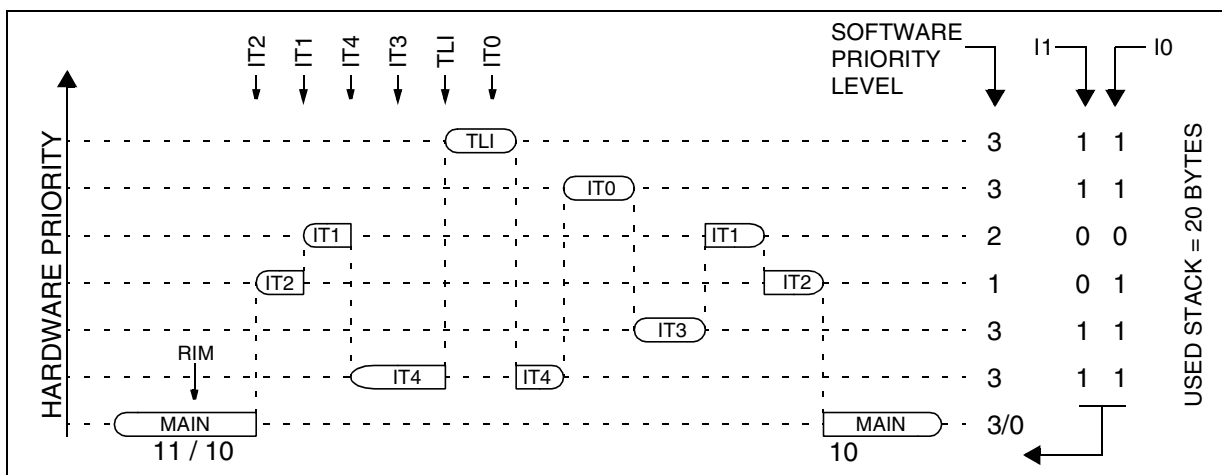 IT2
IT1
IT4
IT3
TLI
IT0
SOFTWARE
PRIORITY
LEVEL
I1
I0
HARDWARE PRIORITY
TLI
3
1 1
IT0
3
1 1
IT1
IT1
2
0 0
IT2
IT2
1
0 1
IT3
3
1 1
RIM
IT4
IT4
3
1 1
MAIN
MAIN
3/0
11 / 10
10
USED STACK = 20 BYTES